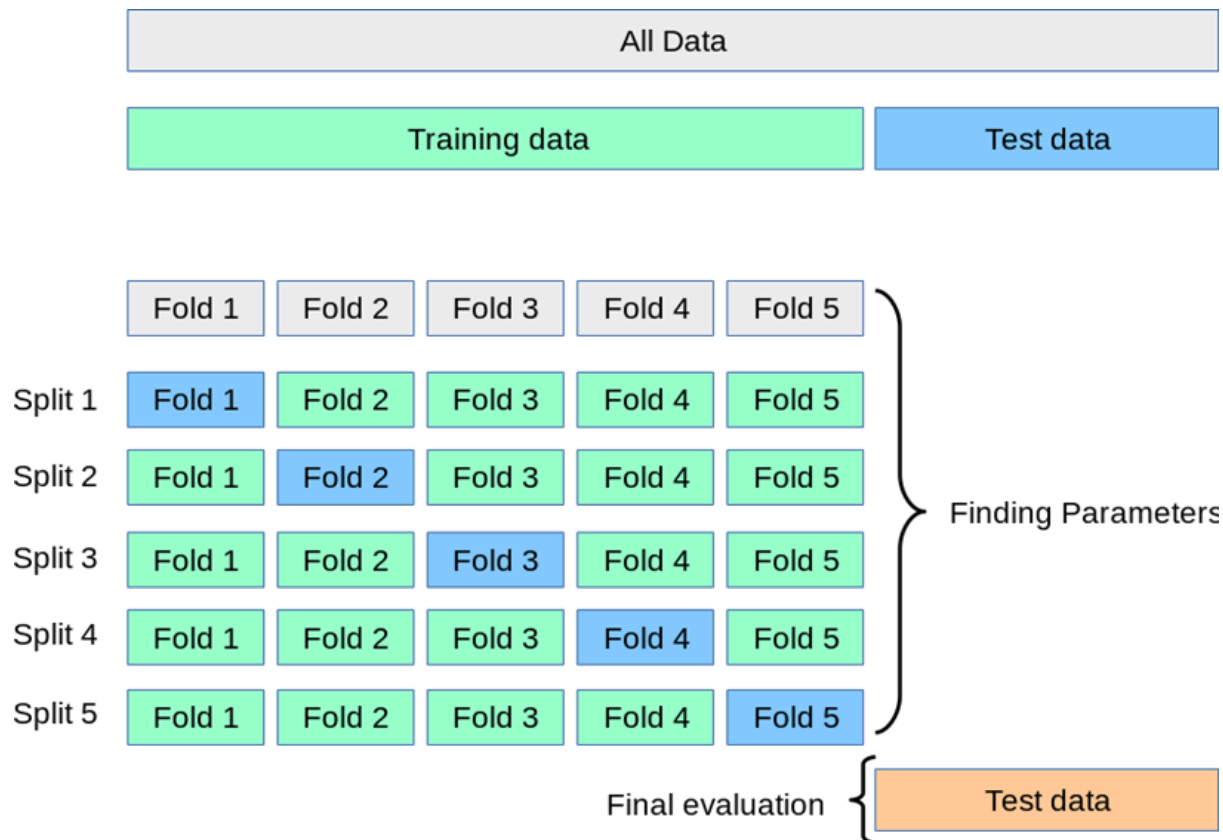 All Data
Training data Test data
Fold 1 Fold 2 Fold 3 Fold 4 Fold 5
Split 1 Fold 1 Fold 2 Fold 3 Fold 4 Fold 5
Split 2 Fold 1 Fold 2 Fold 3 Fold 4 Fold 5
Finding Parameters
Split 3 Fold 1 Fold 2 Fold 3 Fold 4 Fold 5
Split 4 Fold 1 Fold 2 Fold 3 Fold 4 Fold 5
Split 5 Fold 1 Fold 2 Fold 3 Fold 4 Fold 5
Final evaluation Test data